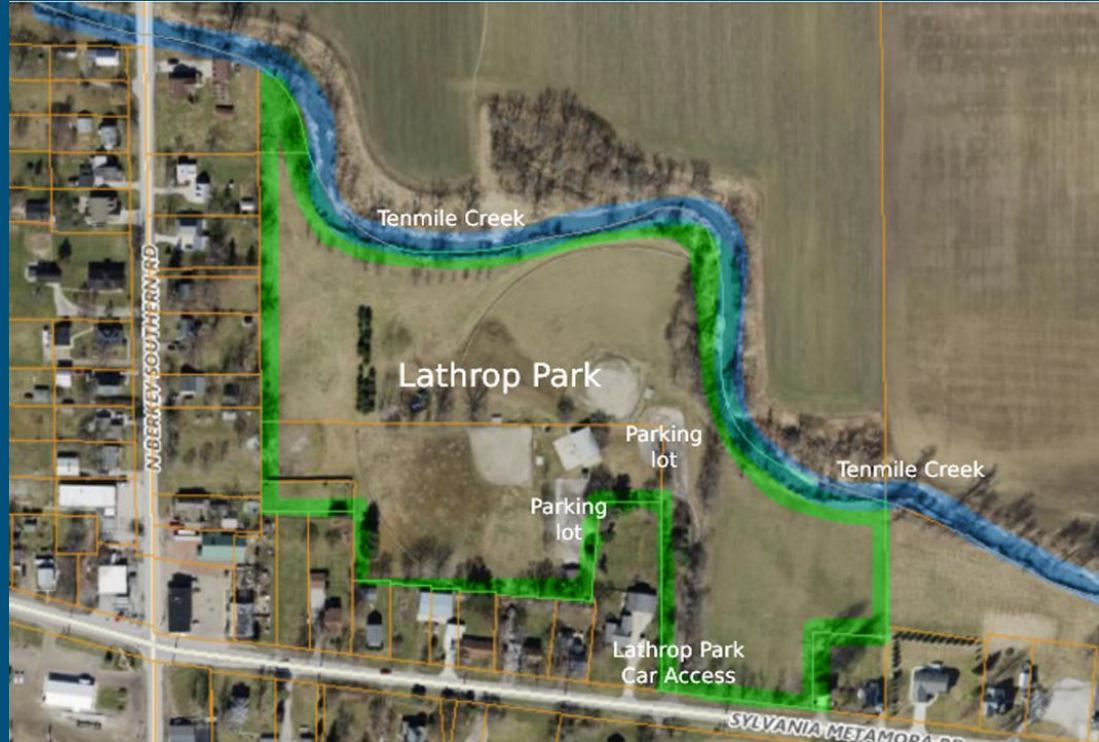 Tenmile Creek
N BERKEY SOUTHERN RD
Lathrop Park
Parking
lot
Tenmile Creek
Parking
lot
Lathrop Park
Car Access
SYLVANIA METAMORA RD